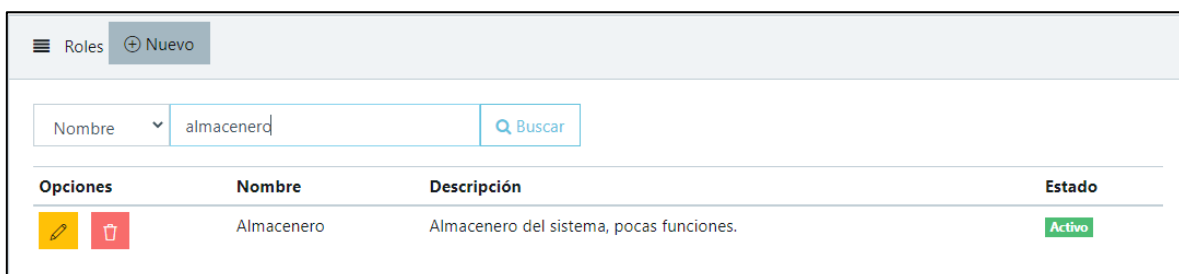 Roles Nuevo
Nombre almacenero Buscar
Opciones Nombre Descripción Estado
Almacenero Almacenero del sistema, pocas funciones. Activo